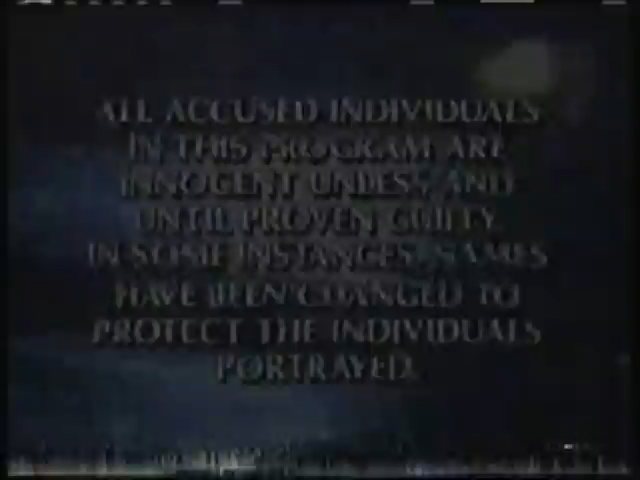 ALL ACCUSED INDIVIDUALS
IN THIS PROGRAM ARE
INNOCENT UNLESS AND
UNTIL PROVEN GUILTY.
IN SOME INSTANCES, NAMES
HAVE BEEN CHANGED TO
PROTECT THE INDIVIDUALS
PORTRAYED.